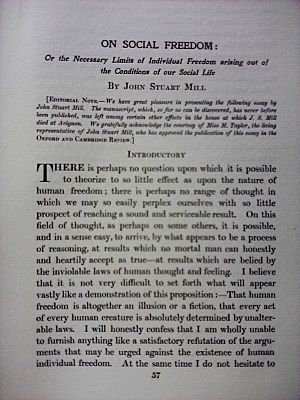 ON SOCIAL FREEDOM:
Or the Necessary Limits of Individual Freedom arising out of
the Conditions of our Social Life
BY JOHN STUART MILL
[EDITORIAL NOTE.—We have great pleasure in presenting the following essay by
John Stuart Mill. The manuscript, which, so far as can be discovered, has never before
been published, was left among certain other effects in the house at which J. S. Mill
died at Avignon. We gratefully acknowledge the courtesy of Miss M. Taylor, the living
representative of John Stuart Mill, who has approved the publication of this essay in the
OXFORD AND CAMBRIDGE REVIEW.]
INTRODUCTORY
THERE is perhaps no question upon which it is possible
to theorize to so little effect as upon the nature of
human freedom; there is perhaps no range of thought in
which we may so easily perplex ourselves with so little
prospect of reaching a sound and serviceable result. On this
field of thought, as perhaps on some others, it is possible,
and in a sense easy, to arrive, by what appears to be a process
of reasoning, at results which no mortal man can honestly
and heartily accept as true—at results which are belied by
the inviolable laws of human thought and feeling. I believe
that it is not very difficult to set forth what will appear
vastly like a demonstration of this proposition:—That human
freedom is altogether an illusion or a fiction, that every act
of every human creature is absolutely determined by unalter-
able laws. I will honestly confess that I am wholly unable
to furnish anything like a satisfactory refutation of the argu-
ments that may be urged against the existence of human
individual freedom. At the same time I do not hesitate to
57